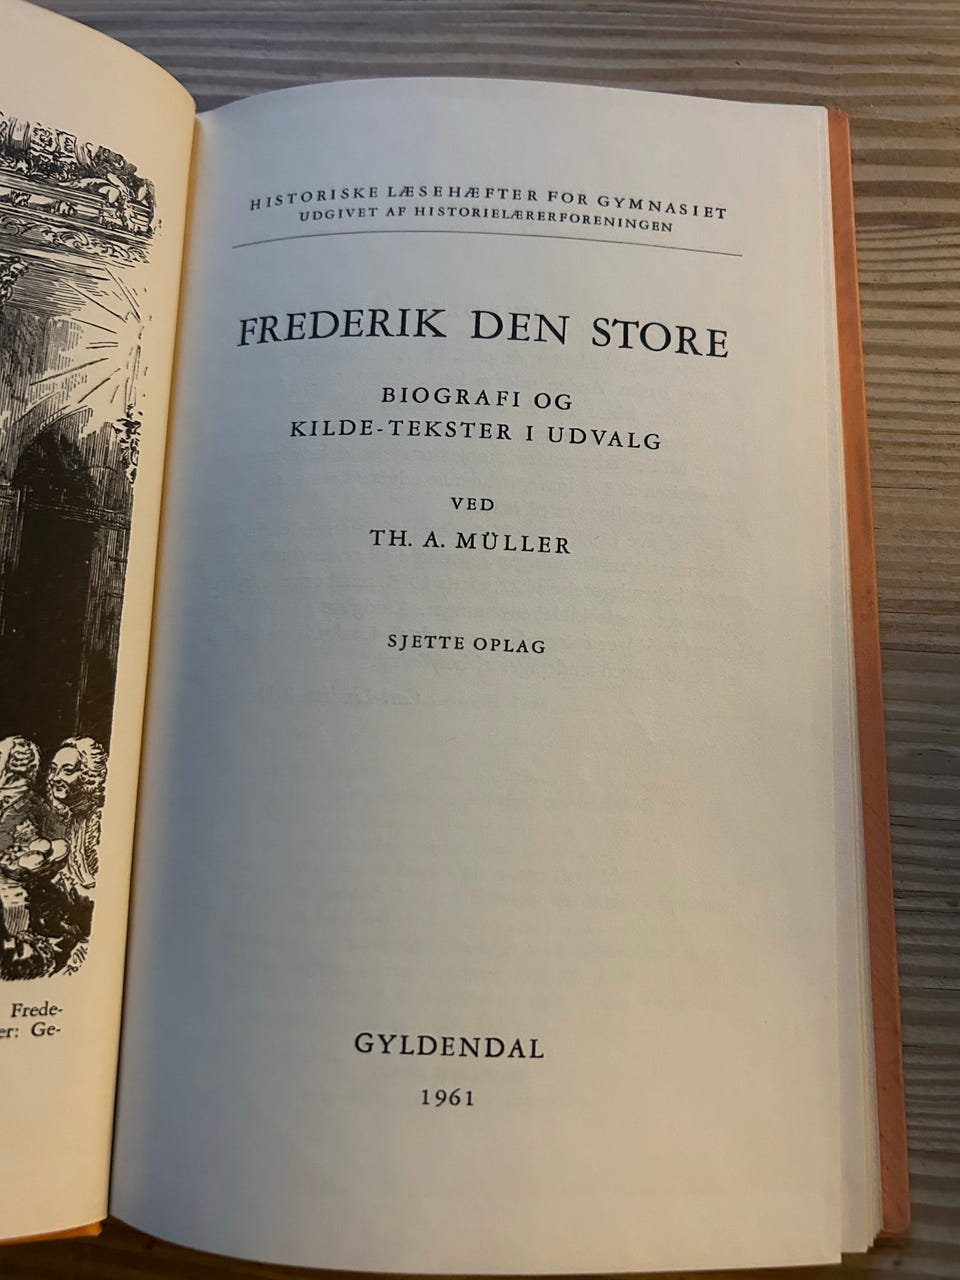 HISTORISKE LÆSEHÆFTER FOR GYMNASIET
UDGIVET AF HISTORIELÆRERFORENINGEN
FREDERIK DEN STORE
BIOGRAFI OG
KILDE-TEKSTER I UDVALG
VED
TH. A. MÜLLER
SJETTE OPLAG
GYLDENDAL
1961
Frede-
er: Ge-